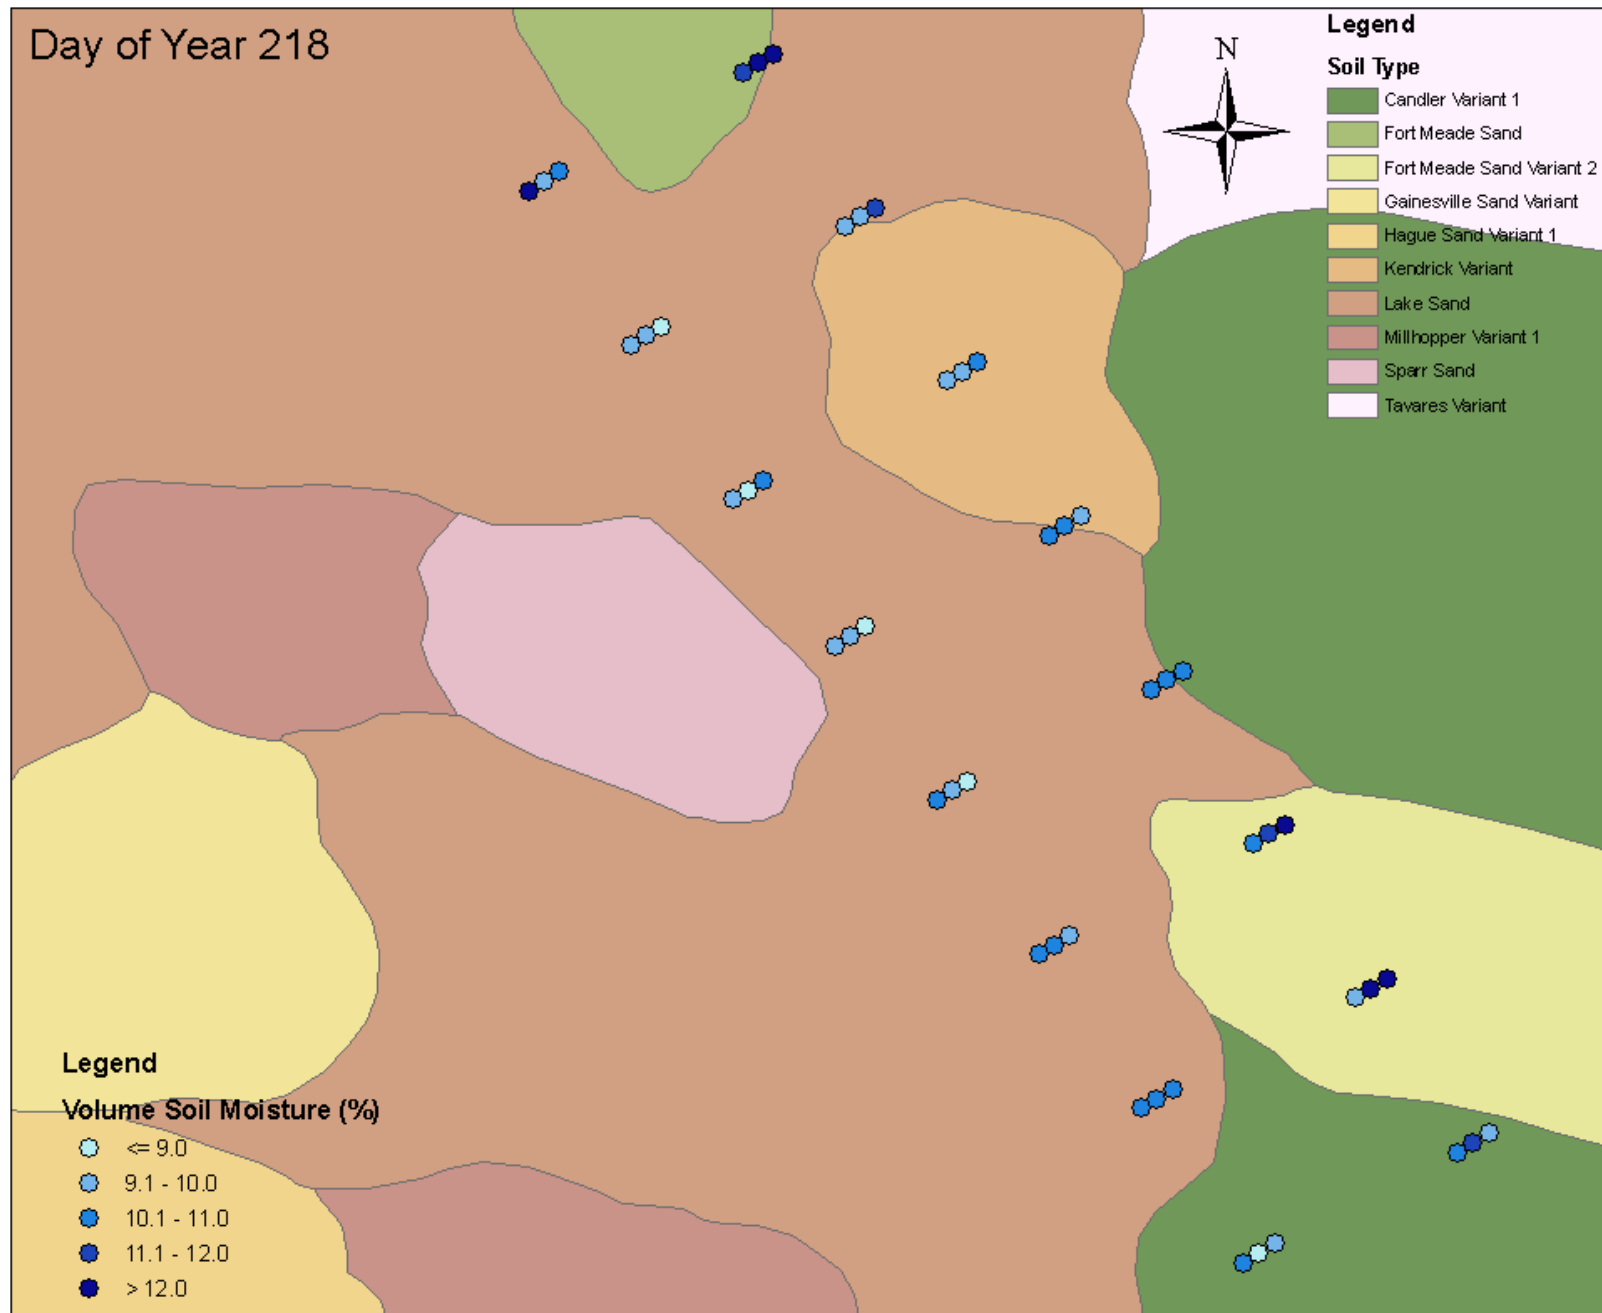 Day of Year 218
N
Legend
Soil Type
Candler Variant 1
Fort Meade Sand
Fort Meade Sand Variant 2
Gainesville Sand Variant
Hague Sand Variant 1
Kendrick Variant
Lake Sand
Millhopper Variant 1
Sparr Sand
Tavares Variant
Legend
Volume Soil Moisture (%)
<= 9.0
9.1 - 10.0
10.1 - 11.0
11.1 - 12.0
> 12.0